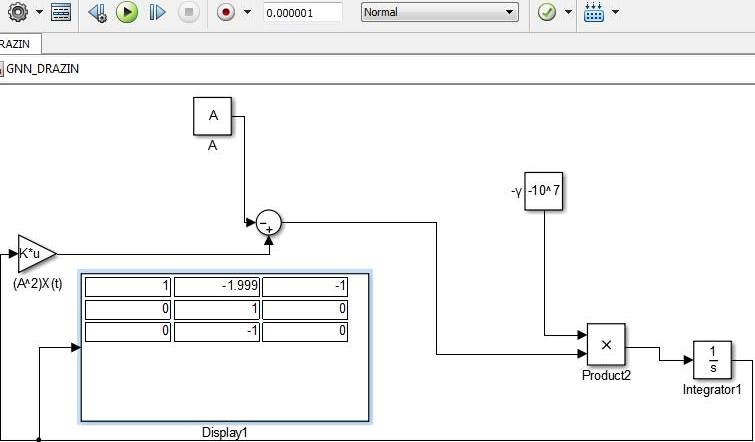 0.000001 Normal
RAZIN
GNN_DRAZIN
A
A
-γ -10^7
-
+
K*u
(A^2)X(t)
1 -1.999 -1
0 1 0
0 -1 0
Display1
×
Product2
1
s
Integrator1